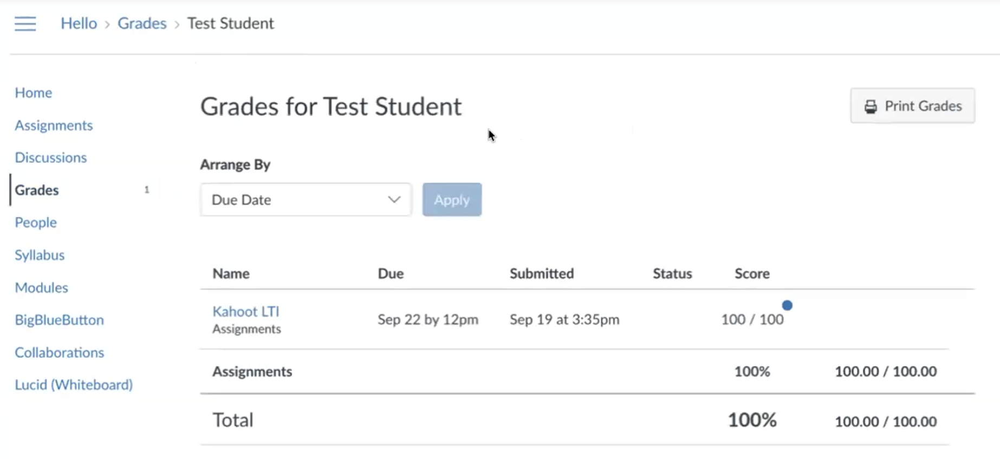 Hello > Grades > Test Student
Home
Assignments
Discussions
Grades 1
People
Syllabus
Modules
BigBlueButton
Collaborations
Lucid (Whiteboard)
Grades for Test Student
Print Grades
Arrange By
Due Date
Apply
Name Due Submitted Status Score
Kahoot LTI
Assignments
Sep 22 by 12pm Sep 19 at 3:35pm 100 / 100
Assignments 100% 100.00 / 100.00
Total 100% 100.00 / 100.00